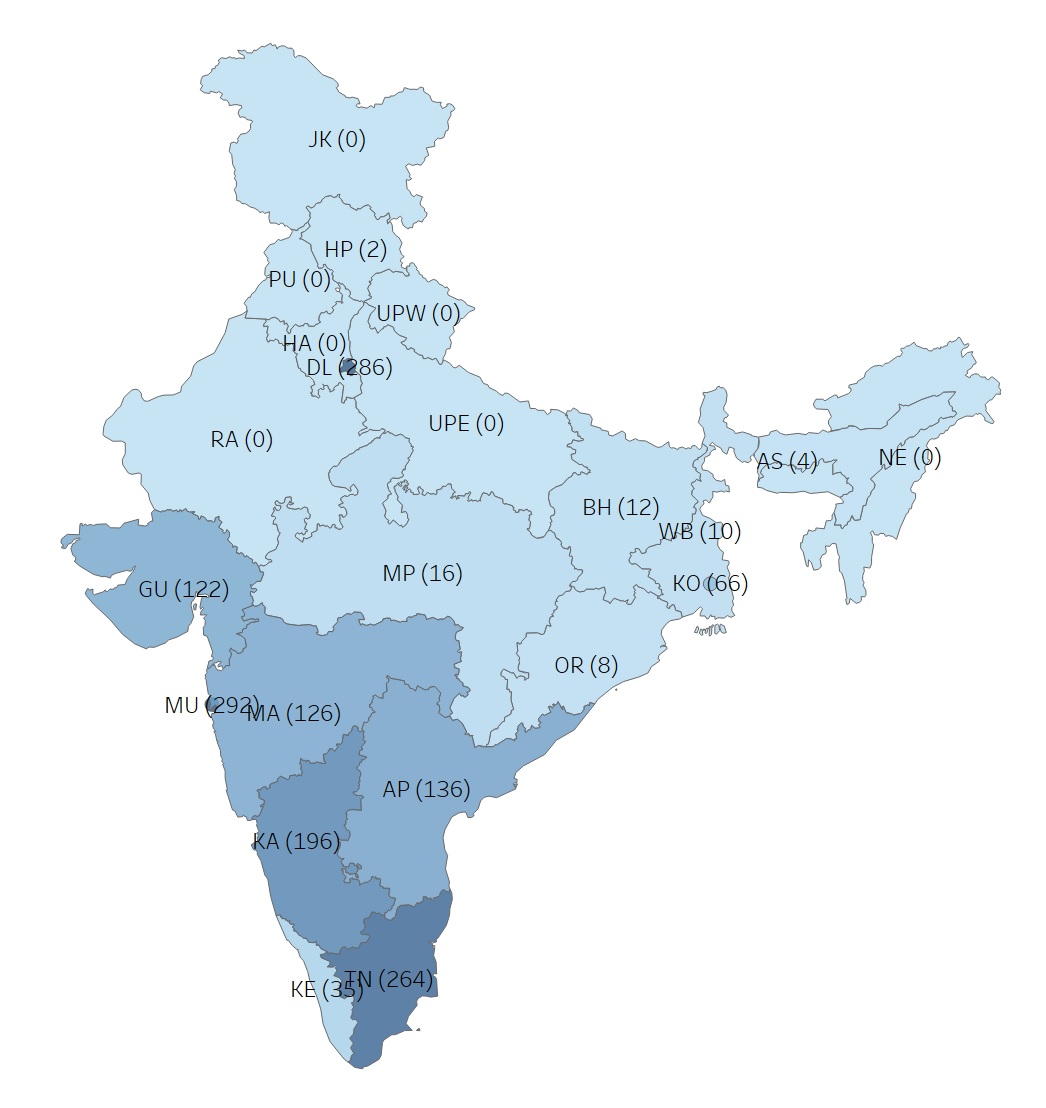 JK (0)
HP (2)
PU (0)
UPW (0)
HA (0)
DL (286)
UPE (0)
RA (0)
AS (4)
NE (0)
BH (12)
WB (10)
MP (16)
KO (66)
GU (122)
OR (8)
MU (292)
MA (126)
AP (136)
KA (196)
TN (264)
KE (35)